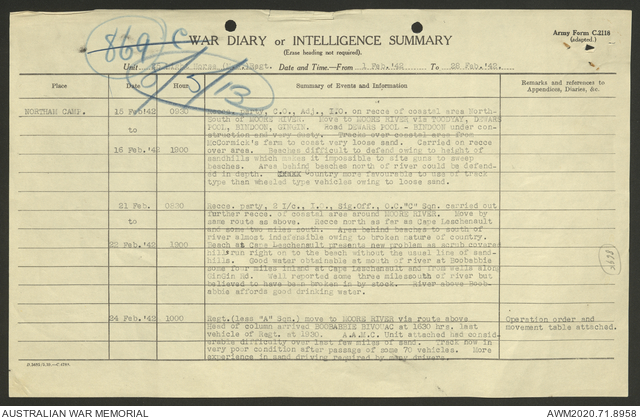 869 c
8/3/13
WAR DIARY or INTELLIGENCE SUMMARY
(Erase heading not required).
Army Form C.2118
(adapted.)
Unit Light Horse Regt. Date and Time.—From 1 Feb.'42 To 28 Feb.'42.
Place Date Hour Summary of Events and Information Remarks and references to
Appendices, Diaries, &c.
NORTHAM CAMP. 15 Feb'42 0930 Recce. party, C.O., Adj., I/O. on recce of coastal area North-
to South of MOORE RIVER. Move to MOORE RIVER via TOODYAY, DEWARS
POOL, BINDOON, GINGIN. Road DEWARS POOL - BINDOON under con-
struction and very dusty. Tracks over coastal area from
McCormick's farm to coast very loose sand. Carried on recce
16 Feb.'42 1900 over area. Beaches difficult to defend owing to height of
sandhills which makes it impossible to site guns to sweep
beaches. Area behind beaches north of river could be defend-
ed in depth. Country more favourable to use of track
type than wheeled type vehicles owing to loose sand.
21 Feb. 0830 Recce. party, 2 I/c., I.O., Sig.Off., O.C."C" Sqn. carried out
further recce. of coastal area around MOORE RIVER. Move by
to same route as above. Recce north as far as Cape Leschenault
and some two miles south. Area behind beaches to south of
river almost indefensible owing to broken nature of country.
22 Feb.'42 1900 Beach at Cape Leschenault presents new problem as scrub covered
hills run right on to the beach without the usual line of sand-
hills. Good water obtainable at mouth of river at Boobabbie
some four miles inland at Cape Leschenault and from wells along
Gingin Rd. Well reported some three miles south of river but
believed to have been broken in by stock. River above Boob-
abbie affords good drinking water.
24 Feb.'42 1000 Regt.(less "A" Sqn.) move to MOORE RIVER via route above Operation order and
Head of column arrived BOOBABBIE BIVOUAC at 1630 hrs, last movement table attached.
vehicle of Regt. at 1930. A.A.M.C. Unit attached had consid-
erable difficulty over last few miles of sand. Track now in
very poor condition after passage of some 70 vehicles. More
experience in sand driving required by many drivers.
AUSTRALIAN WAR MEMORIAL AWM2020.71.8958